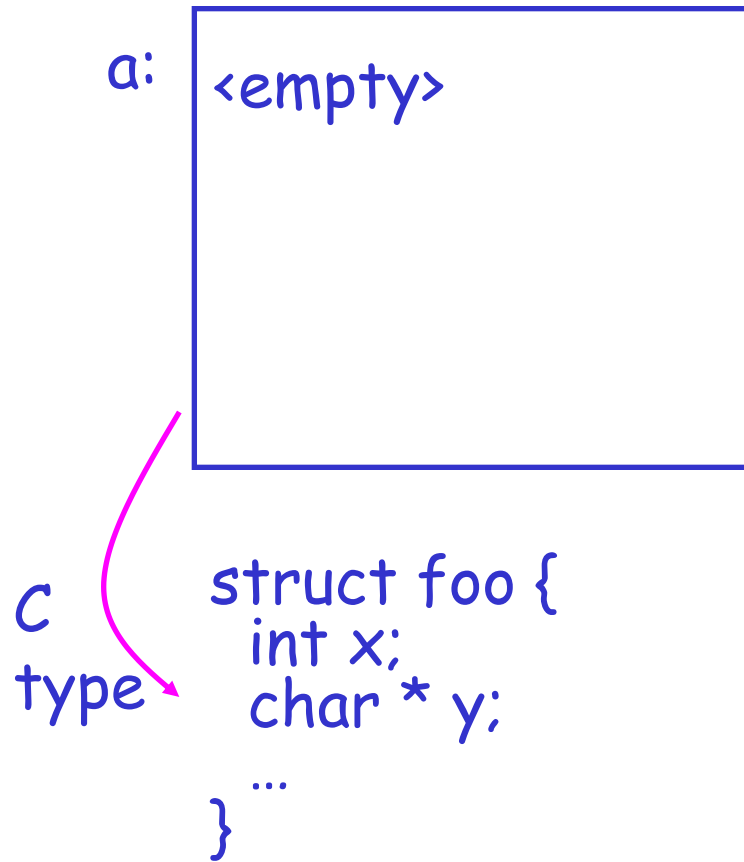 a:
<empty>
C
type
struct foo {
int x;
char * y;
…
}